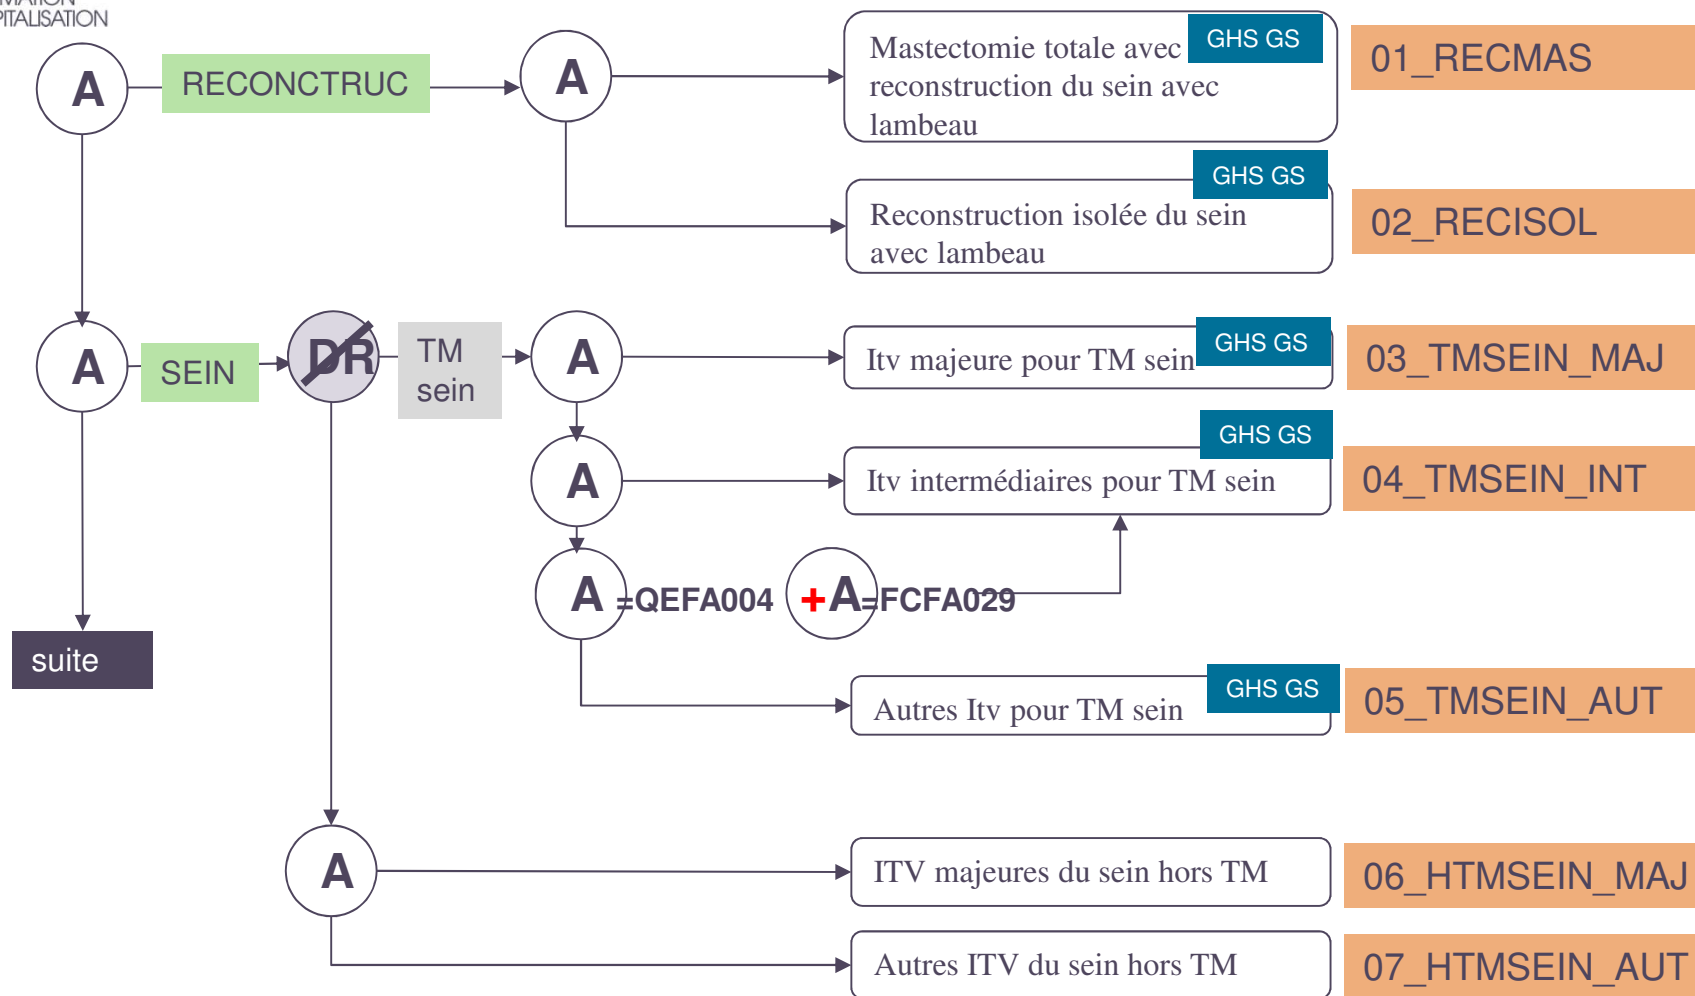 PITALISATION
A
RECONCTRUC
A
Mastectomie totale avec
reconstruction du sein avec
lambeau
GHS GS
01_RECMAS
GHS GS
Reconstruction isolée du sein
avec lambeau
02_RECISOL
A
SEIN
DR
TM
sein
A
Itv majeure pour TM sein
GHS GS
03_TMSEIN_MAJ
GHS GS
A
Itv intermédiaires pour TM sein
04_TMSEIN_INT
A =QEFA004
+A=FCFA029
suite
Autres Itv pour TM sein
GHS GS
05_TMSEIN_AUT
A
ITV majeures du sein hors TM
06_HTMSEIN_MAJ
Autres ITV du sein hors TM
07_HTMSEIN_AUT